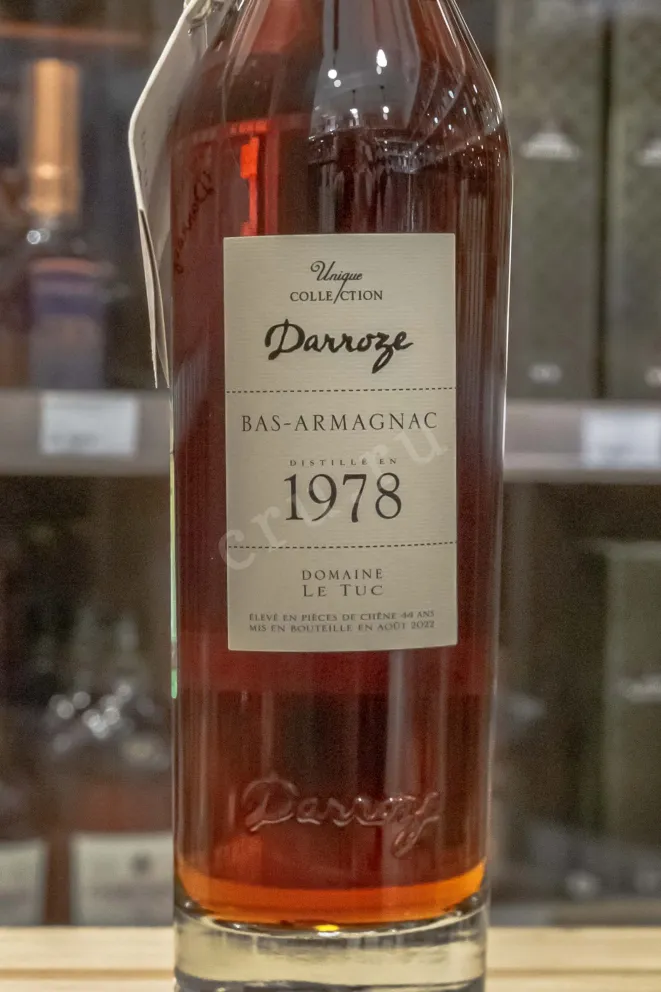 Unique
COLLECTION
Darroze
BAS-ARMAGNAC
DISTILLÉ EN
1978
DOMAINE
LE TUC
ÉLEVÉ EN PIÈCES DE CHÊNE 44 ANS
MIS EN BOUTEILLE EN AOÛT 2022
Darroze